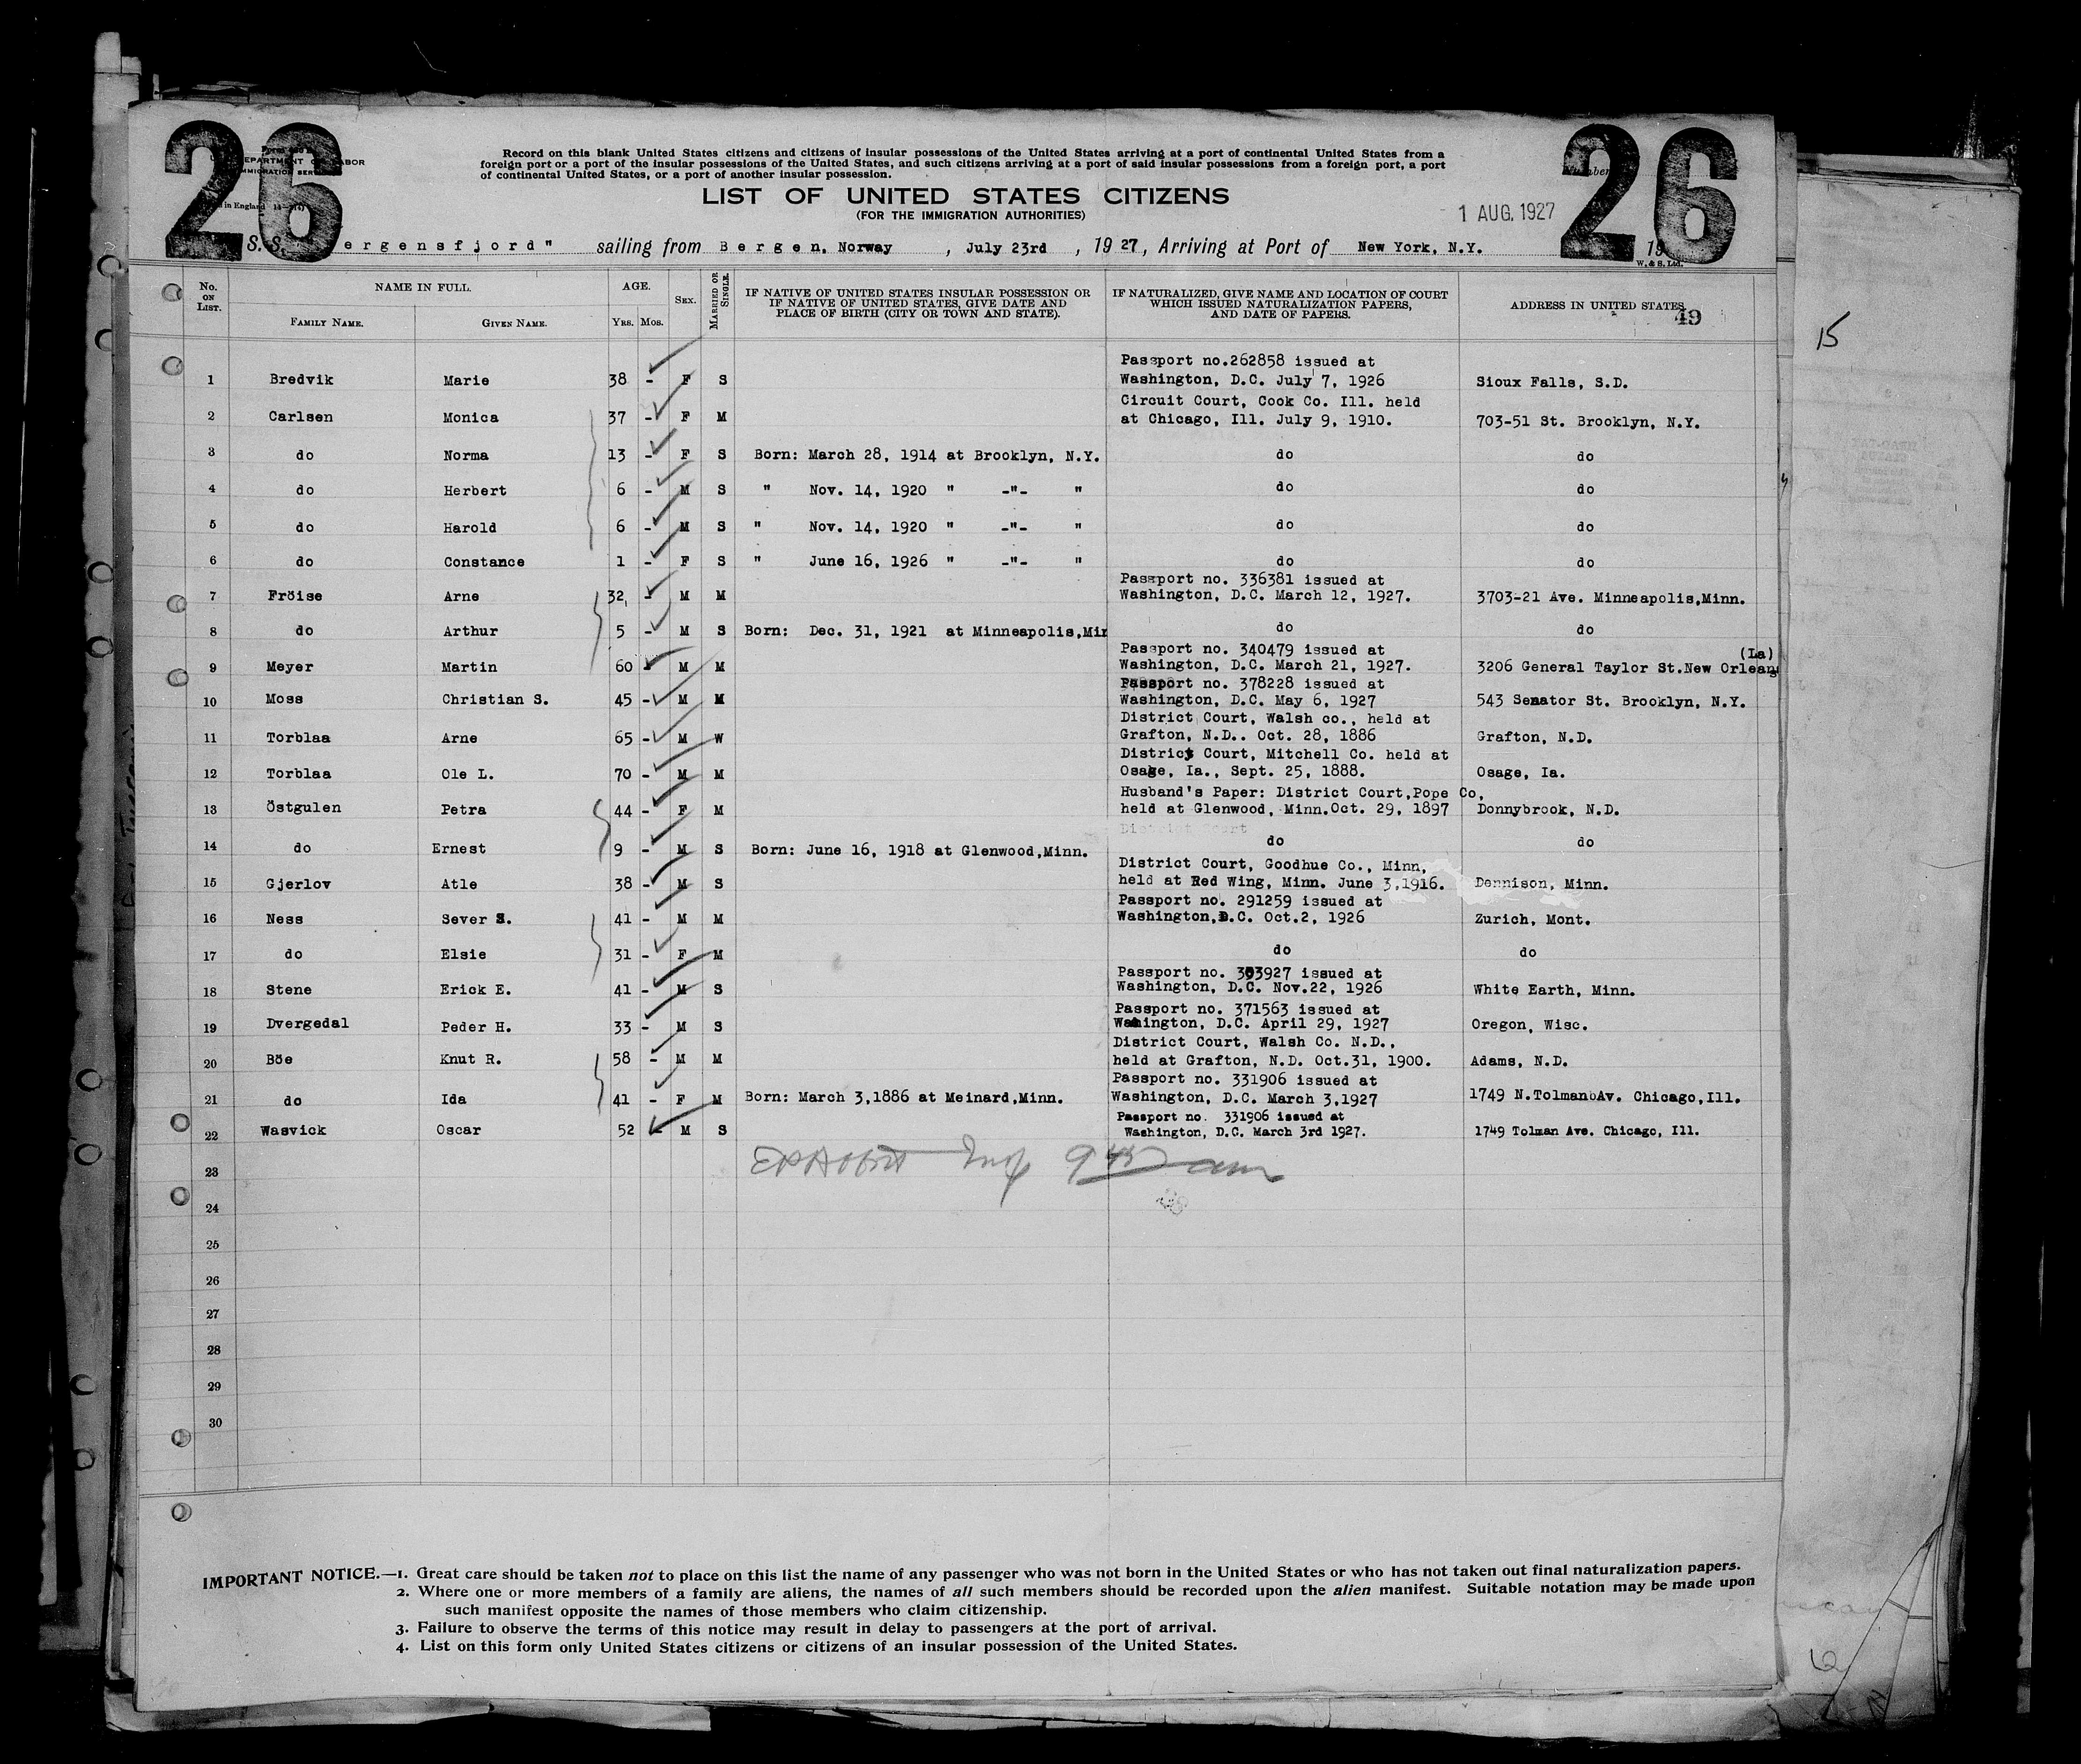 26
26
DEPARTMENT OF LABOR
Record on this blank United States citizens and citizens of insular possessions of the United States arriving at a port of continental United States from a
foreign port or a port of the insular possessions of the United States, and such citizens arriving at a port of said insular possessions from a foreign port, a port
of continental United States, or a port of another insular possession.
Number
LIST OF UNITED STATES CITIZENS
(FOR THE IMMIGRATION AUTHORITIES)
1 AUG. 1927
in England
S.S. ergensfjord" sailing from Bergen, Norway , July 23rd , 1927, Arriving at Port of New York, N.Y. 19
W. & S. Ltd.
No. ON LIST. NAME IN FULL. AGE. SEX. MARRIED OR SINGLE. IF NATIVE OF UNITED STATES INSULAR POSSESSION OR IF NATIVE OF UNITED STATES, GIVE DATE AND PLACE OF BIRTH (CITY OR TOWN AND STATE). IF NATURALIZED, GIVE NAME AND LOCATION OF COURT WHICH ISSUED NATURALIZATION PAPERS, AND DATE OF PAPERS. ADDRESS IN UNITED STATES
FAMILY NAME. GIVEN NAME. YRS. MOS.
49
15
Passport no.262858 issued at
1 Bredvik Marie 38 - F S Washington, D.C. July 7, 1926 Sioux Falls, S.D.
Circuit Court, Cook Co. Ill. held
2 Carlsen Monica 37 - F M at Chicago, Ill. July 9, 1910. 703-51 St. Brooklyn, N.Y.
3 do Norma 13 - F S Born: March 28, 1914 at Brooklyn, N.Y. do do
4 do Herbert 6 - M S " Nov. 14, 1920 " -"- " do do
5 do Harold 6 - M S " Nov. 14, 1920 " -"- " do do
6 do Constance 1 - F S " June 16, 1926 " -"- " do do
Passport no. 336381 issued at
7 Fröise Arne 32 - M M Washington, D.C. March 12, 1927. 3703-21 Ave. Minneapolis,Minn.
8 do Arthur 5 - M S Born: Dec. 31, 1921 at Minneapolis,Min do do
Passport no. 340479 issued at (La)
9 Meyer Martin 60 - M M Washington, D.C. March 21, 1927. 3206 General Taylor St.New Orleans
Passport no. 378228 issued at
10 Moss Christian S. 45 - M M Washington, D.C. May 6, 1927 543 Senator St. Brooklyn, N.Y.
District Court, Walsh co., held at
11 Torblaa Arne 65 - M W Grafton, N.D.. Oct. 28, 1886 Grafton, N.D.
District Court, Mitchell Co. held at
12 Torblaa Ole L. 70 - M M Osage, Ia., Sept. 25, 1888. Osage, Ia.
Husband's Paper: District Court,Pope Co,
13 Östgulen Petra 44 - F M held at Glenwood, Minn.Oct. 29, 1897 Donnybrook, N.D.
District Court
14 do Ernest 9 - M S Born: June 16, 1918 at Glenwood,Minn. do do
District Court, Goodhue Co., Minn,
15 Gjerlov Atle 38 - M S held at Red Wing, Minn. June 3,1916. Dennison, Minn.
Passport no. 291259 issued at
16 Ness Sever S. 41 - M M Washington,D.C. Oct.2, 1926 Zurich, Mont.
17 do Elsie 31 - F M do do
Passport no. 303927 issued at
18 Stene Erick E. 41 - M S Washington, D.C. Nov.22, 1926 White Earth, Minn.
Passport no. 371563 issued at
19 Dvergedal Peder H. 33 - M S Wahington, D.C. April 29, 1927 Oregon, Wisc.
District Court, Walsh Co. N.D.,
20 Böe Knut R. 58 - M M held at Grafton, N.D. Oct.31, 1900. Adams, N.D.
Passport no. 331906 issued at
21 do Ida 41 - F M Born: March 3,1886 at Meinard,Minn. Washington, D.C. March 3,1927 1749 N.Tolman Av. Chicago,Ill.
Passport no. 331906 issued at
22 Wasvick Oscar 52 - M S Washington, D.C. March 3rd 1927. 1749 Tolman Ave. Chicago, Ill.
23
24
25
26
27
28
29
30
IMPORTANT NOTICE.—1. Great care should be taken not to place on this list the name of any passenger who was not born in the United States or who has not taken out final naturalization papers.
2. Where one or more members of a family are aliens, the names of all such members should be recorded upon the alien manifest. Suitable notation may be made upon
such manifest opposite the names of those members who claim citizenship.
3. Failure to observe the terms of this notice may result in delay to passengers at the port of arrival.
4. List on this form only United States citizens or citizens of an insular possession of the United States.